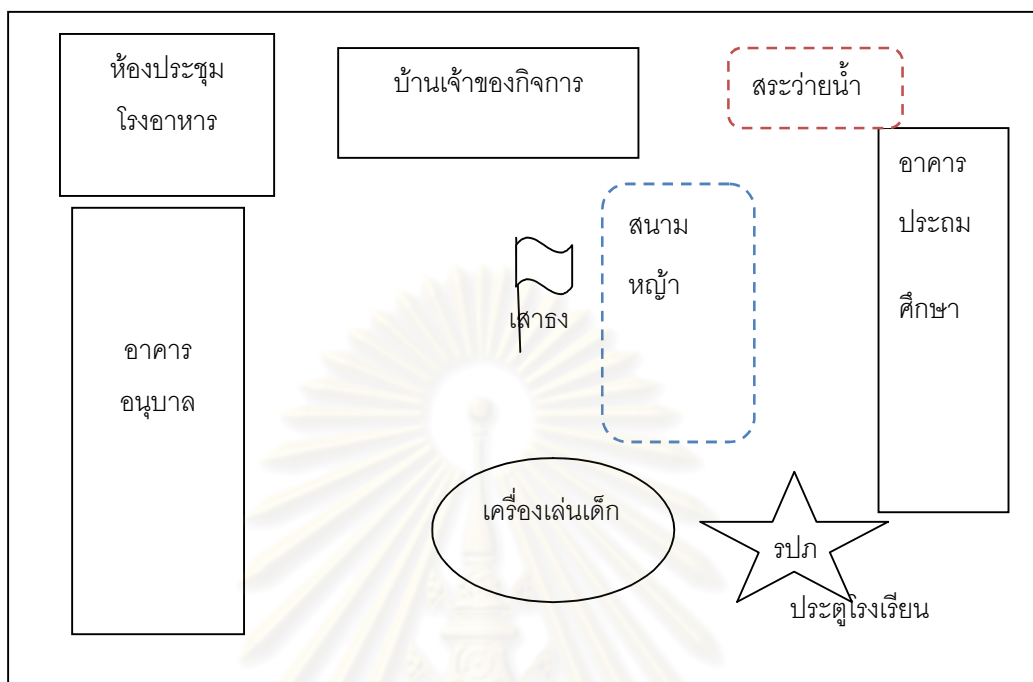 ห้องประชุม
โรงอาหาร
บ้านเจ้าของกิจการ
สระว่ายน้ำ
อาคาร
ประถม
ศึกษา
สนาม
หญ้า
เสาธง
อาคาร
อนุบาล
เครื่องเล่นเด็ก
รปภ
ประตูโรงเรียน